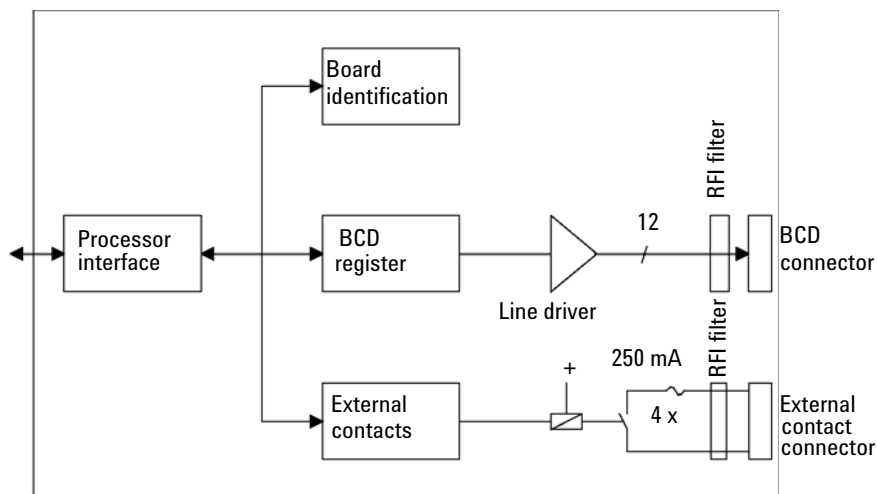 Board
identification
RFI filter
Processor
interface
BCD
register
12
BCD
connector
Line driver
RFI filter
250 mA
+
4 x
External
contacts
External
contact
connector